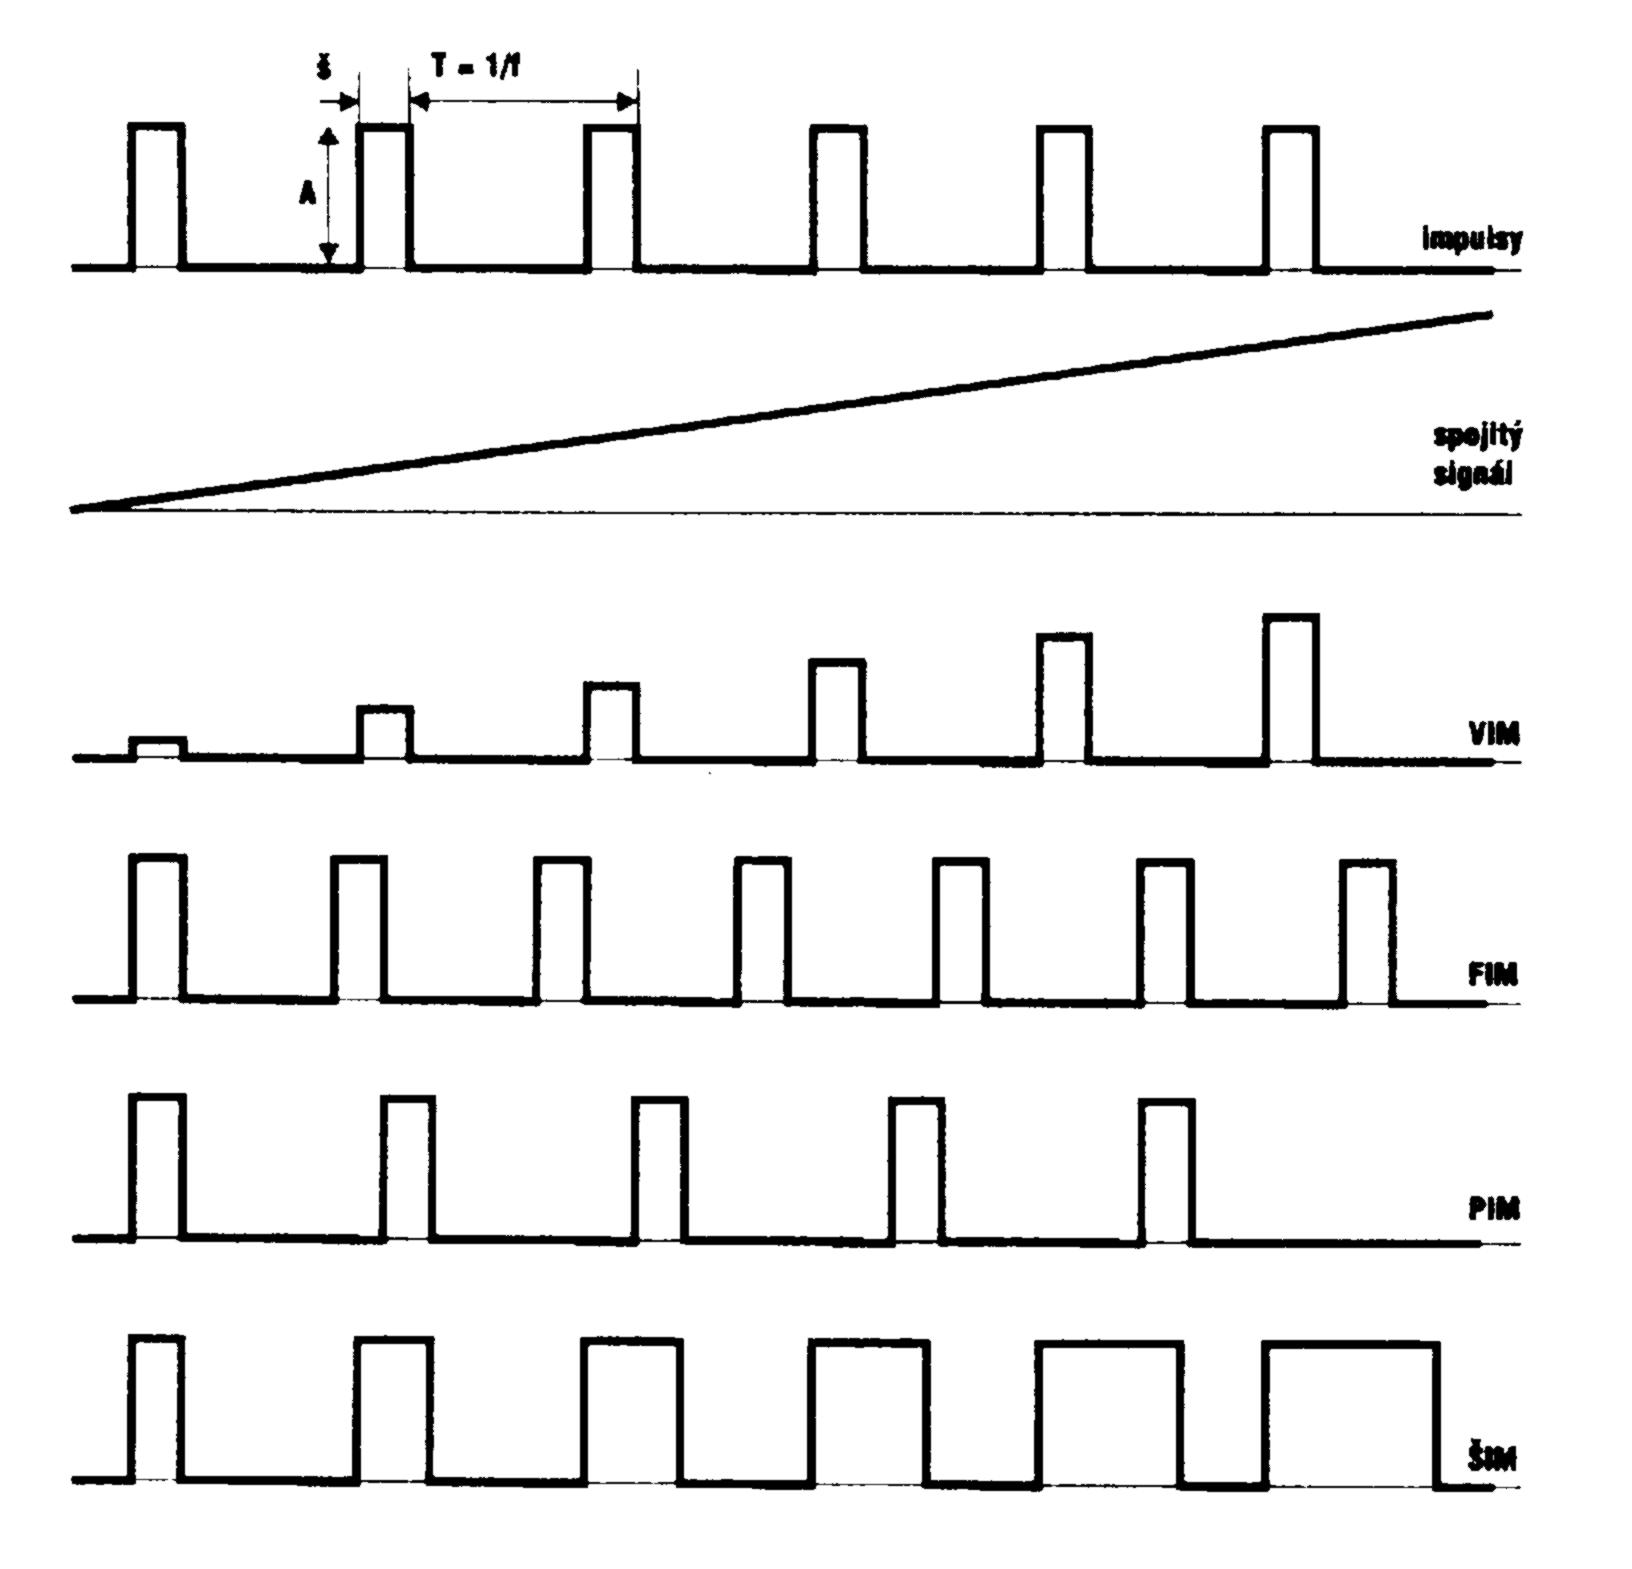 š
T = 1/f
A
impulsy
spojitý
signál
VIM
FIM
PIM
ŠIM